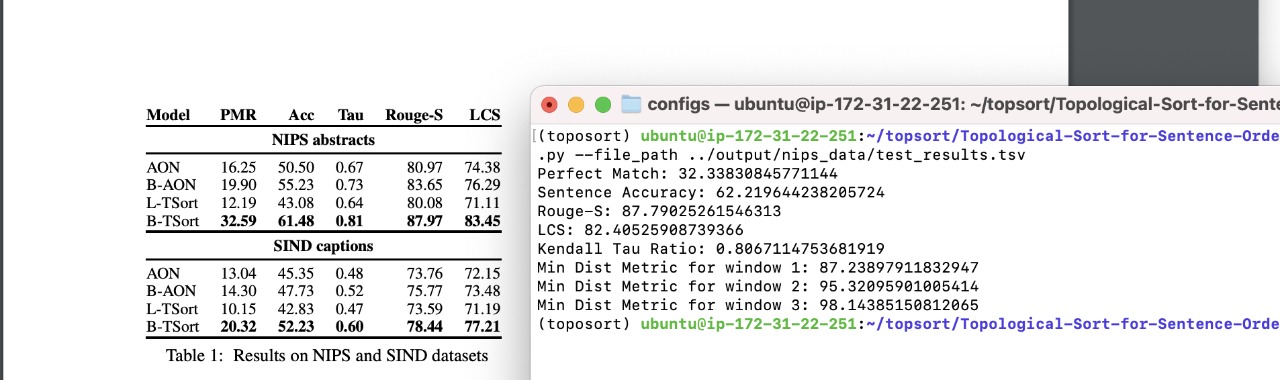 Model PMR Acc Tau Rouge-S LCS
NIPS abstracts
AON 16.25 50.50 0.67 80.97 74.38
B-AON 19.90 55.23 0.73 83.65 76.29
L-TSort 12.19 43.08 0.64 80.08 71.11
B-TSort 32.59 61.48 0.81 87.97 83.45
SIND captions
AON 13.04 45.35 0.48 73.76 72.15
B-AON 14.30 47.73 0.52 75.77 73.48
L-TSort 10.15 42.83 0.47 73.59 71.19
B-TSort 20.32 52.23 0.60 78.44 77.21
Table 1: Results on NIPS and SIND datasets
configs — ubuntu@ip-172-31-22-251: ~/topsort/Topological-Sort-for-Sente
[(toposort) ubuntu@ip-172-31-22-251:~/topsort/Topological-Sort-for-Sentence-Orde
.py --file_path ../output/nips_data/test_results.tsv
Perfect Match: 32.33830845771144
Sentence Accuracy: 62.219644238205724
Rouge-S: 87.79025261546313
LCS: 82.40525908739366
Kendall Tau Ratio: 0.8067114753681919
Min Dist Metric for window 1: 87.23897911832947
Min Dist Metric for window 2: 95.32095901005414
Min Dist Metric for window 3: 98.14385150812065
(toposort) ubuntu@ip-172-31-22-251:~/topsort/Topological-Sort-for-Sentence-Orde